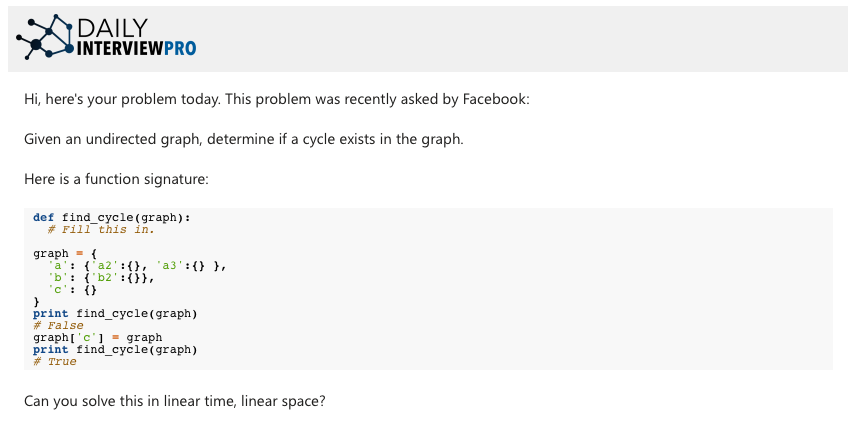 DAILY
INTERVIEWPRO
Hi, here's your problem today. This problem was recently asked by Facebook:
Given an undirected graph, determine if a cycle exists in the graph.
Here is a function signature:
def find_cycle(graph):
  # Fill this in.
graph = {
  'a': {'a2':{}, 'a3':{} },
  'b': {'b2':{}},
  'c': {}
}
print find_cycle(graph)
# False
graph['c'] = graph
print find_cycle(graph)
# True
Can you solve this in linear time, linear space?